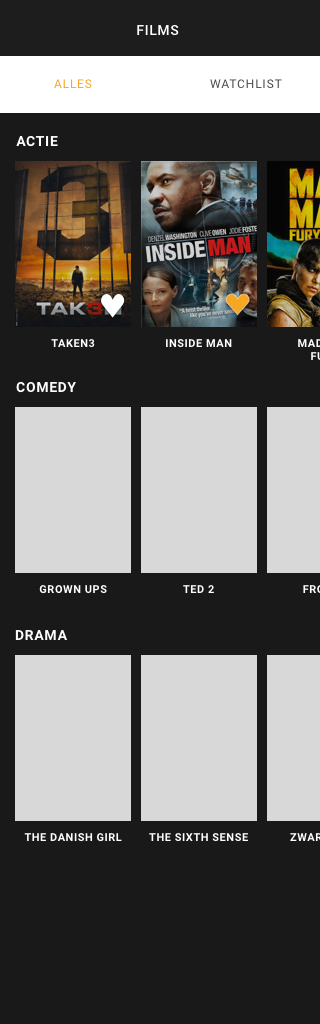 FILMS
ALLES
WATCHLIST
ACTIE
3
TAK3N
DENZEL WASHINGTON CLIVE OWEN JODIE FOSTE
INSIDE MAN
MA
MA
FURY
TAKEN3
INSIDE MAN
MAD
FU
COMEDY
GROWN UPS
TED 2
FRO
DRAMA
THE DANISH GIRL
THE SIXTH SENSE
ZWAR